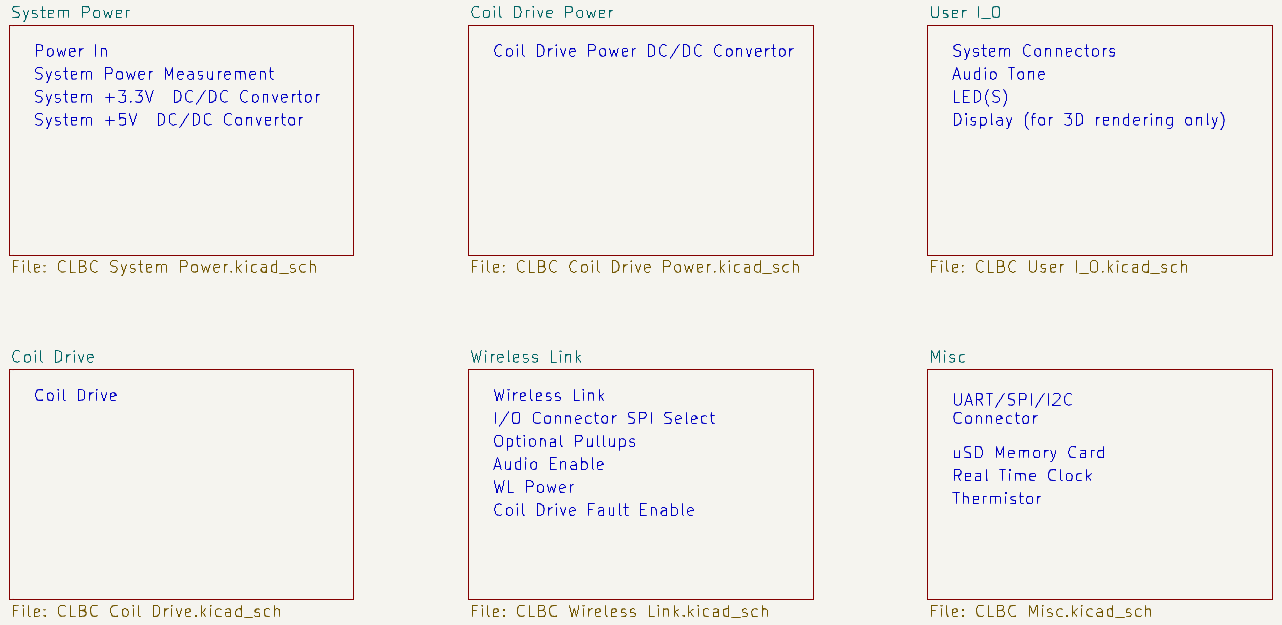 System Power
Power In
System Power Measurement
System +3.3V  DC/DC Convertor
System +5V  DC/DC Convertor
File: CLBC System Power.kicad_sch
Coil Drive Power
Coil Drive Power DC/DC Convertor
File: CLBC Coil Drive Power.kicad_sch
User I_O
System Connectors
Audio Tone
LED(S)
Display (for 3D rendering only)
File: CLBC User I_O.kicad_sch
Coil Drive
Coil Drive
File: CLBC Coil Drive.kicad_sch
Wireless Link
Wireless Link
I/O Connector SPI Select
Optional Pullups
Audio Enable
WL Power
Coil Drive Fault Enable
File: CLBC Wireless Link.kicad_sch
Misc
UART/SPI/I2C
Connector
uSD Memory Card
Real Time Clock
Thermistor
File: CLBC Misc.kicad_sch